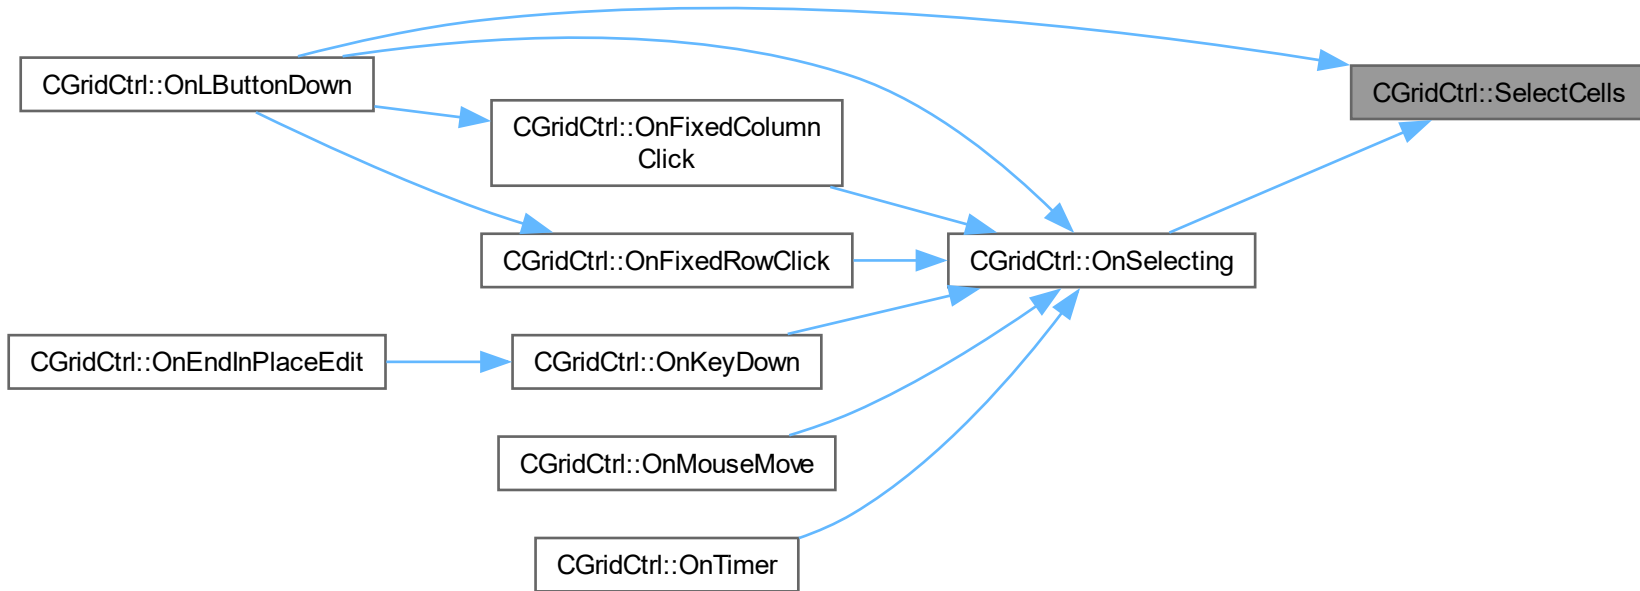 CGridCtrl::OnLButtonDown
CGridCtrl::SelectCells
CGridCtrl::OnFixedColumn
Click
CGridCtrl::OnFixedRowClick
CGridCtrl::OnSelecting
CGridCtrl::OnEndInPlaceEdit
CGridCtrl::OnKeyDown
CGridCtrl::OnMouseMove
CGridCtrl::OnTimer